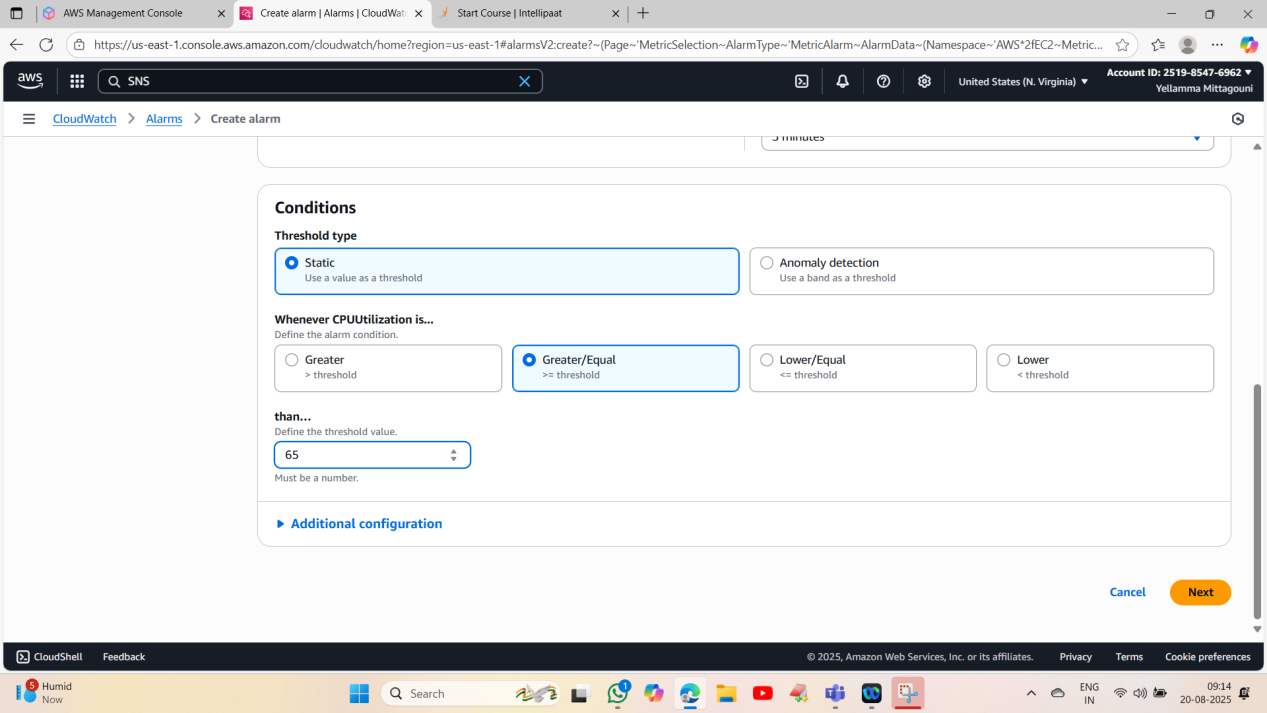 AWS Management Console
Create alarm | Alarms | CloudWatc
Start Course | Intellipaat
https://us-east-1.console.aws.amazon.com/cloudwatch/home?region=us-east-1#alarmsV2:create?~(Page~'MetricSelection~AlarmType~'MetricAlarm~AlarmData~(Namespace~'AWS*2fEC2~Metric...
aws
SNS
United States (N. Virginia)
Account ID: 2519-8547-6962
Yellamma Mittagouni
CloudWatch
Alarms
Create alarm
5 minutes
Conditions
Threshold type
Static
Use a value as a threshold
Anomaly detection
Use a band as a threshold
Whenever CPUUtilization is...
Define the alarm condition.
Greater
> threshold
Greater/Equal
>= threshold
Lower/Equal
<= threshold
Lower
< threshold
than...
Define the threshold value.
65
Must be a number.
Additional configuration
Cancel
Next
CloudShell
Feedback
© 2025, Amazon Web Services, Inc. or its affiliates.
Privacy
Terms
Cookie preferences
5
Humid
Now
Search
1
ENG
IN
09:14
20-08-2025